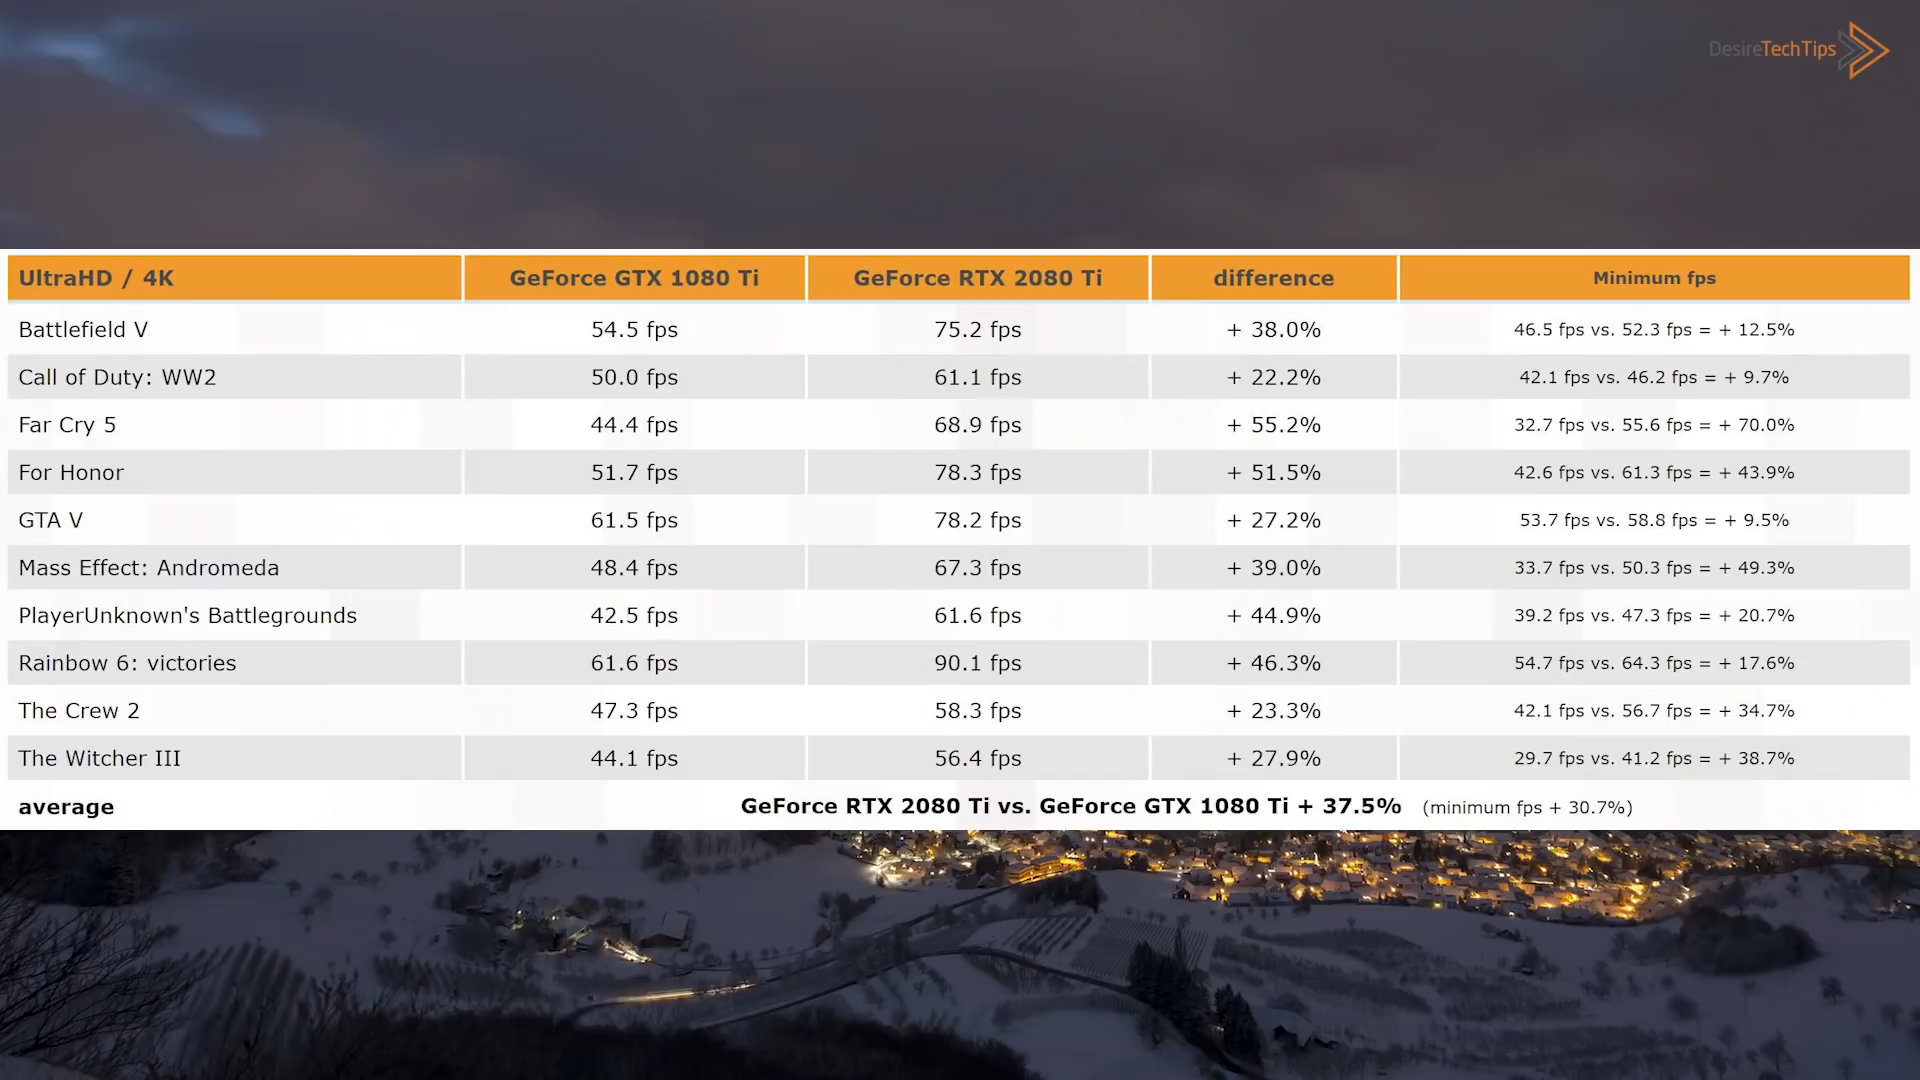 DesireTechTips
UltraHD / 4K GeForce GTX 1080 Ti GeForce RTX 2080 Ti difference Minimum fps
Battlefield V 54.5 fps 75.2 fps + 38.0% 46.5 fps vs. 52.3 fps = + 12.5%
Call of Duty: WW2 50.0 fps 61.1 fps + 22.2% 42.1 fps vs. 46.2 fps = + 9.7%
Far Cry 5 44.4 fps 68.9 fps + 55.2% 32.7 fps vs. 55.6 fps = + 70.0%
For Honor 51.7 fps 78.3 fps + 51.5% 42.6 fps vs. 61.3 fps = + 43.9%
GTA V 61.5 fps 78.2 fps + 27.2% 53.7 fps vs. 58.8 fps = + 9.5%
Mass Effect: Andromeda 48.4 fps 67.3 fps + 39.0% 33.7 fps vs. 50.3 fps = + 49.3%
PlayerUnknown's Battlegrounds 42.5 fps 61.6 fps + 44.9% 39.2 fps vs. 47.3 fps = + 20.7%
Rainbow 6: victories 61.6 fps 90.1 fps + 46.3% 54.7 fps vs. 64.3 fps = + 17.6%
The Crew 2 47.3 fps 58.3 fps + 23.3% 42.1 fps vs. 56.7 fps = + 34.7%
The Witcher III 44.1 fps 56.4 fps + 27.9% 29.7 fps vs. 41.2 fps = + 38.7%
average GeForce RTX 2080 Ti vs. GeForce GTX 1080 Ti + 37.5% (minimum fps + 30.7%)